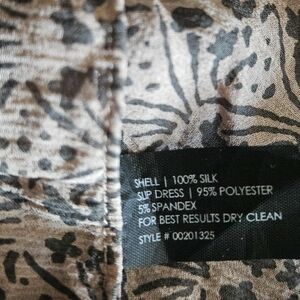 SHELL | 100% SILK
SLIP DRESS | 95% POLYESTER
5% SPANDEX
FOR BEST RESULTS DRY CLEAN
STYLE # 00201325